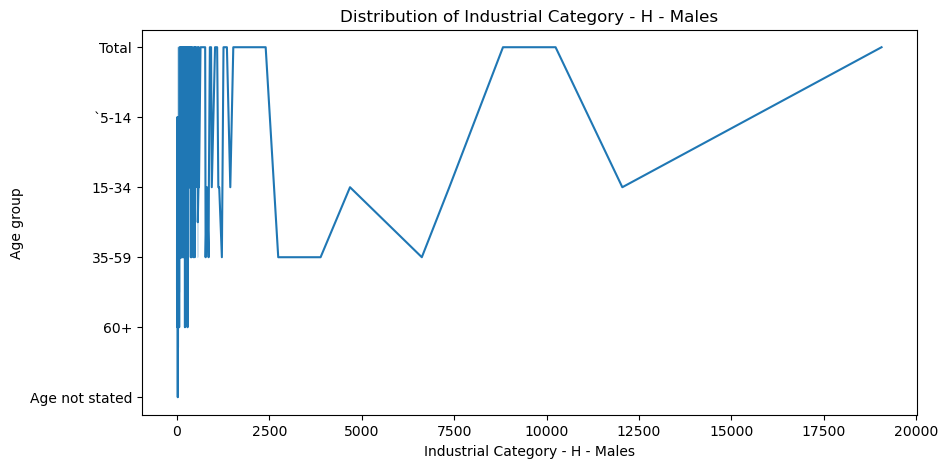 Distribution of Industrial Category - H - Males
Total
`5-14
15-34
35-59
60+
Age not stated
Age group
0 2500 5000 7500 10000 12500 15000 17500 20000
Industrial Category - H - Males